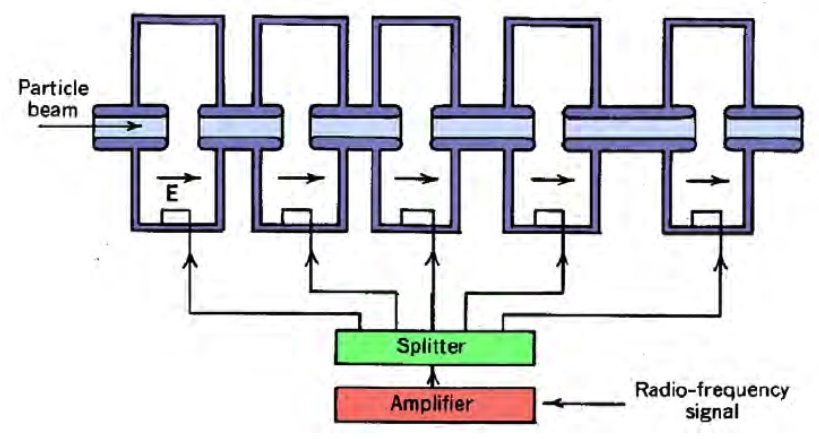 Particle
beam
E
Splitter
Amplifier
Radio-frequency
signal